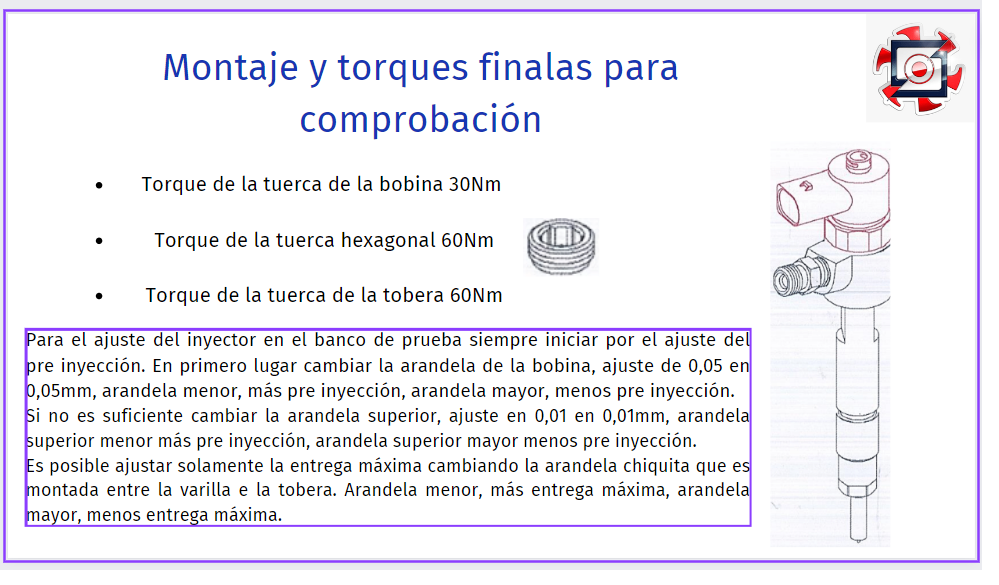 Montaje y torques finalas para
comprobación
• Torque de la tuerca de la bobina 30Nm
• Torque de la tuerca hexagonal 60Nm
• Torque de la tuerca de la tobera 60Nm
Para el ajuste del inyector en el banco de prueba siempre iniciar por el ajuste del
pre inyección. En primero lugar cambiar la arandela de la bobina, ajuste de 0,05 en
0,05mm, arandela menor, más pre inyección, arandela mayor, menos pre inyección.
Si no es suficiente cambiar la arandela superior, ajuste en 0,01 en 0,01mm, arandela
superior menor más pre inyección, arandela superior mayor menos pre inyección.
Es posible ajustar solamente la entrega máxima cambiando la arandela chiquita que es
montada entre la varilla e la tobera. Arandela menor, más entrega máxima, arandela
mayor, menos entrega máxima.